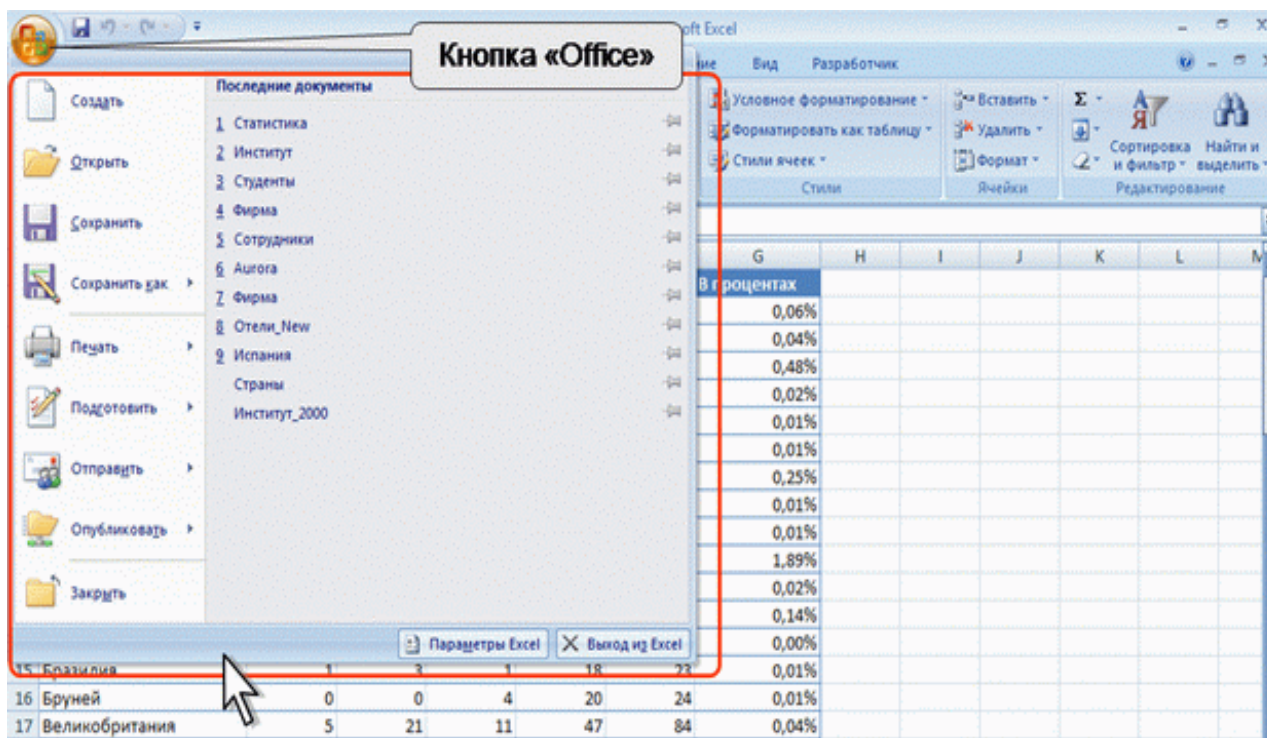 oft Excel
Кнопка «Office»
ние Вид Разработчик
Создать
Открыть
Сохранить
Сохранить как
Печать
Подготовить
Отправить
Опубликовать
Закрыть
Последние документы
1 Статистика
2 Институт
3 Студенты
4 Фирма
5 Сотрудники
6 Aurora
7 Фирма
8 Отели_New
9 Испания
Страны
Институт_2000
Параметры Excel
Выход из Excel
Условное форматирование
Форматировать как таблицу
Стили ячеек
Стили
Вставить
Удалить
Формат
Ячейки
Σ
Сортировка и фильтр
Найти и выделить
Редактирование
G H I J K L M
В процентах
0,06%
0,04%
0,48%
0,02%
0,01%
0,01%
0,25%
0,01%
0,01%
1,89%
0,02%
0,14%
0,00%
15 Бразилия 1 3 1 18 23 0,01%
16 Бруней 0 0 4 20 24 0,01%
17 Великобритания 5 21 11 47 84 0,04%